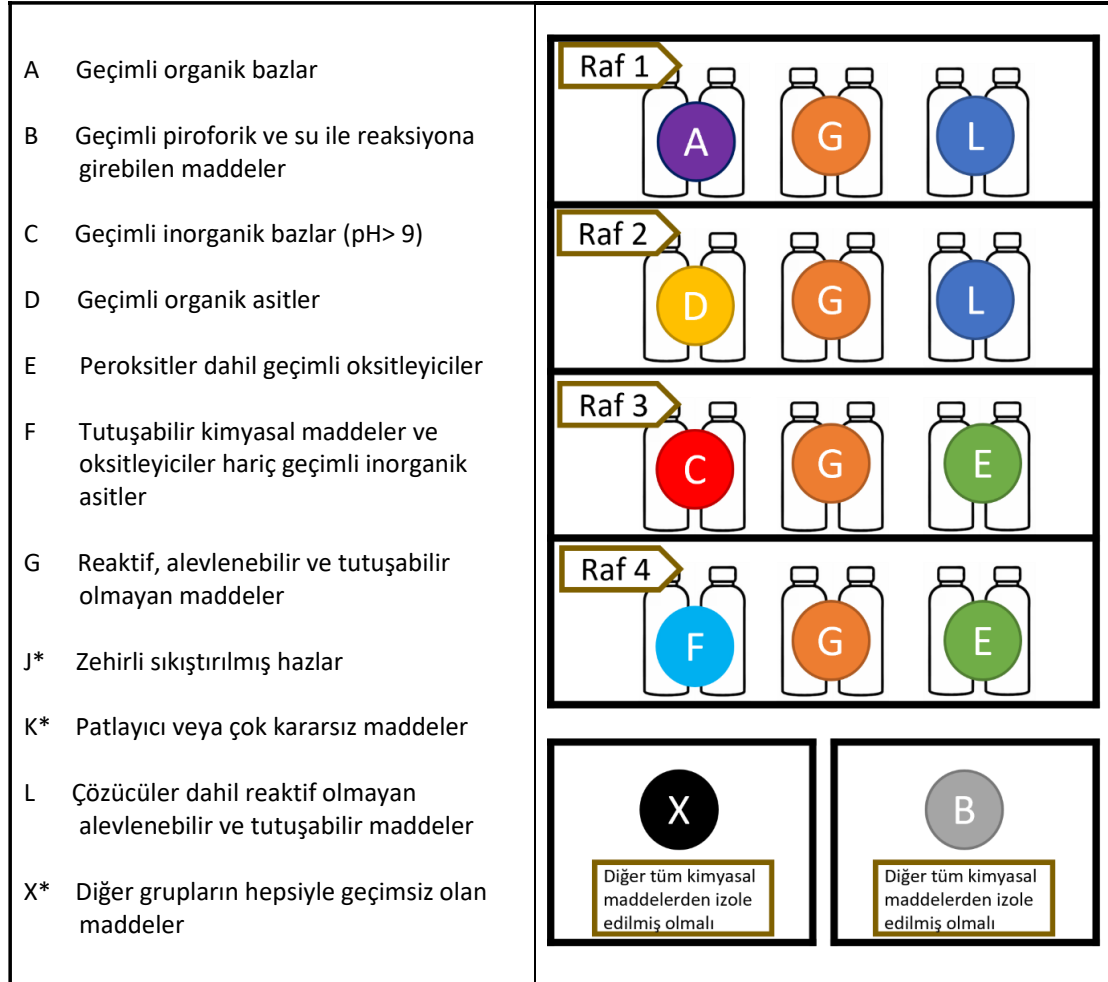 A Geçimli organik bazlar
B Geçimli piroforik ve su ile reaksiyona
girebilen maddeler
C Geçimli inorganik bazlar (pH> 9)
D Geçimli organik asitler
E Peroksitler dahil geçimli oksitleyiciler
F Tutuşabilir kimyasal maddeler ve
oksitleyiciler hariç geçimli inorganik
asitler
G Reaktif, alevlenebilir ve tutuşabilir
olmayan maddeler
J* Zehirli sıkıştırılmış hazlar
K* Patlayıcı veya çok kararsız maddeler
L Çözücüler dahil reaktif olmayan
alevlenebilir ve tutuşabilir maddeler
X* Diğer grupların hepsiyle geçimsiz olan
maddeler
Raf 1
A G L
Raf 2
D G L
Raf 3
C G E
Raf 4
F G E
X
Diğer tüm kimyasal
maddelerden izole
edilmiş olmalı
B
Diğer tüm kimyasal
maddelerden izole
edilmiş olmalı